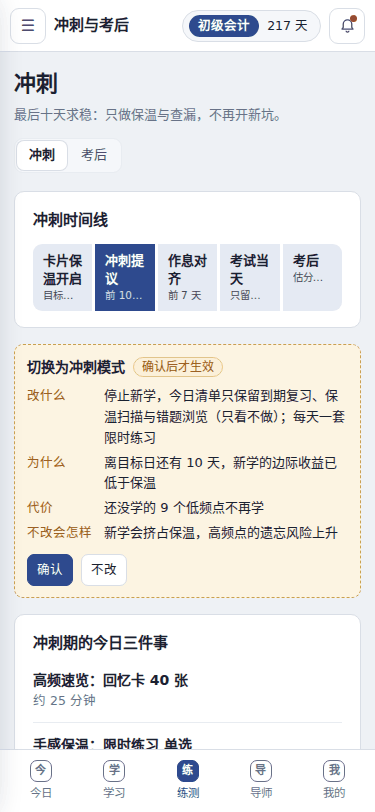 ☰ 冲刺与考后 初级会计 217 天
冲刺
最后十天求稳：只做保温与查漏，不再开新坑。
冲刺 考后
冲刺时间线
卡片保温开启
目标…
冲刺提议
前 10…
作息对齐
前 7 天
考试当天
只留…
考后
估分…
切换为冲刺模式 确认后才生效
改什么 停止新学，今日清单只保留到期复习、保
温扫描与错题浏览（只看不做）；每天一套
限时练习
为什么 离目标日还有 10 天，新学的边际收益已
低于保温
代价 还没学的 9 个低频点不再学
不改会怎样 新学会挤占保温，高频点的遗忘风险上升
确认 不改
冲刺期的今日三件事
高频速览：回忆卡 40 张
约 25 分钟
手感保温：限时练习 单选
今 学 练 导 我
今日 学习 练测 导师 我的